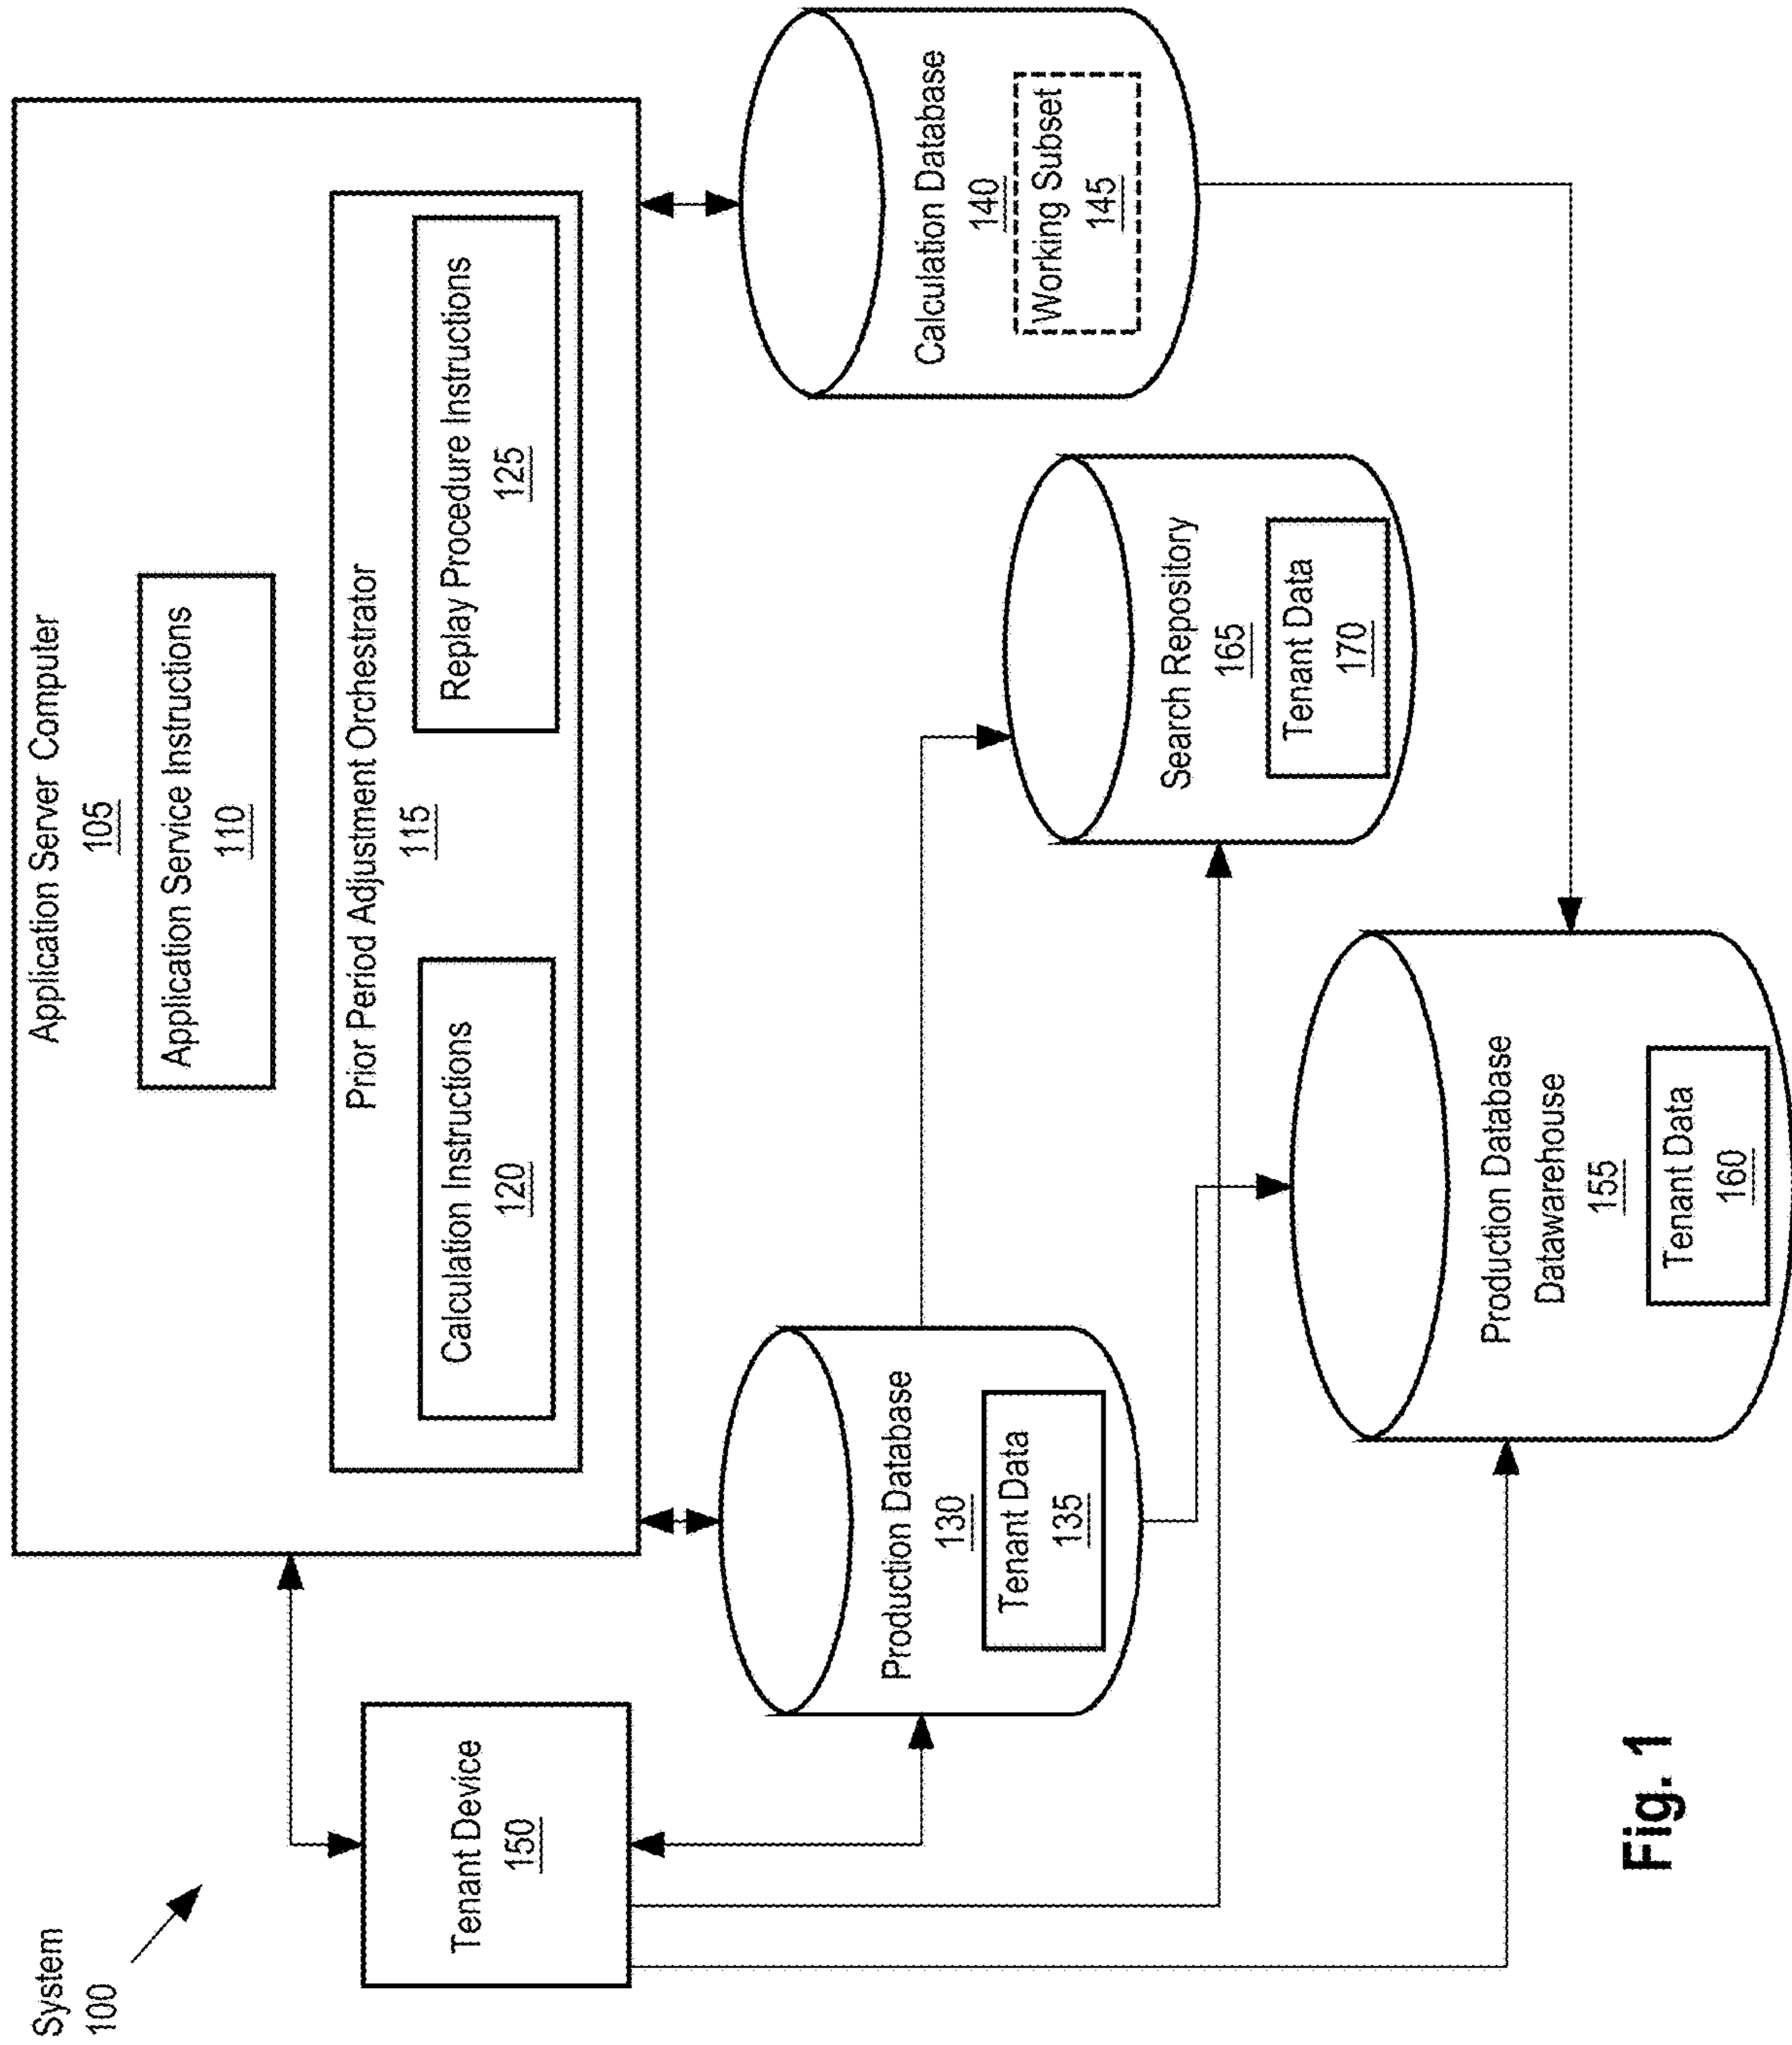 System
100
Application Server Computer
105
Application Service Instructions
110
Prior Period Adjustment Orchestrator
115
Calculation Instructions
120
Replay Procedure Instructions
125
Tenant Device
150
Production Database
130
Tenant Data
135
Calculation Database
140
Working Subset
145
Search Repository
165
Tenant Data
170
Production Database
Datawarehouse
155
Tenant Data
160
Fig. 1